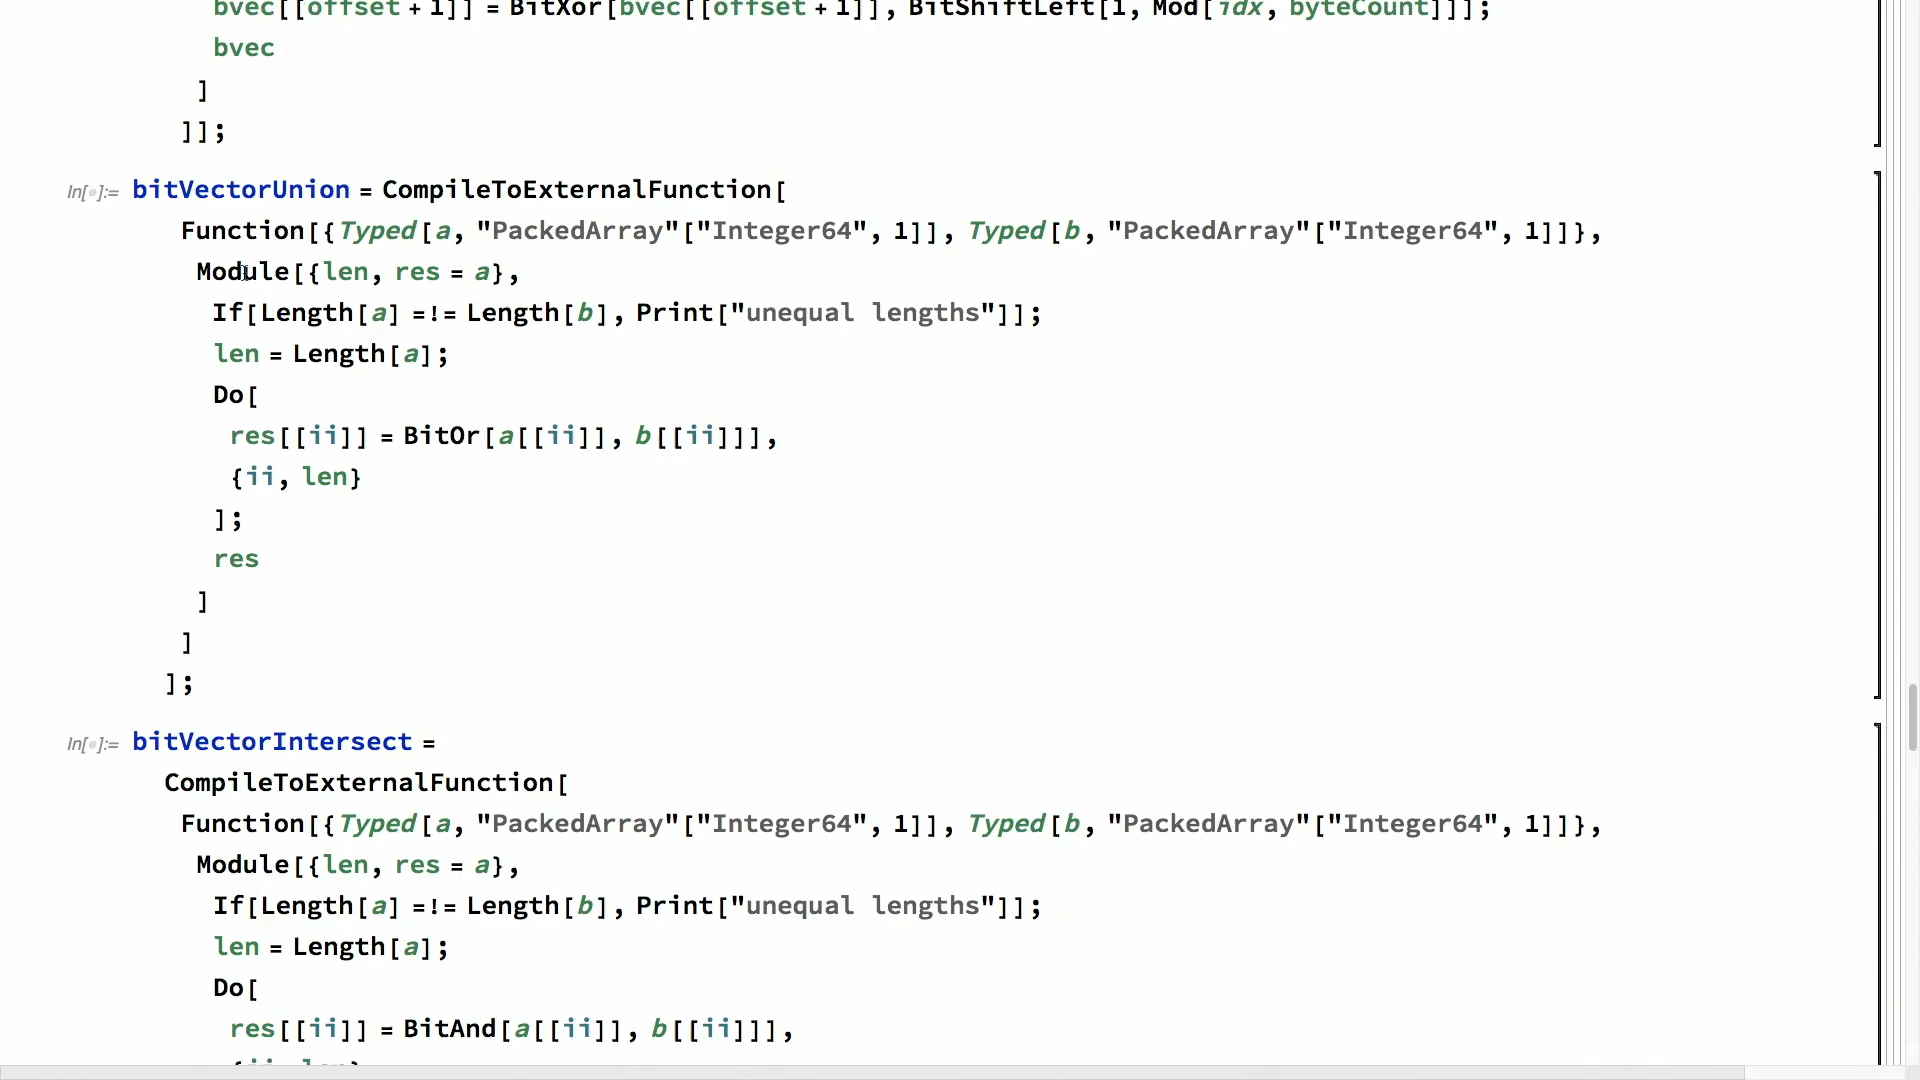 bvec[[offset + 1]] = BitXor[bvec[[offset + 1]], BitShiftLeft[1, Mod[idx, byteCount]]];
bvec
]
]];
In[•]:= bitVectorUnion = CompileToExternalFunction[
Function[{Typed[a, "PackedArray"["Integer64", 1]], Typed[b, "PackedArray"["Integer64", 1]]},
Module[{len, res = a},
If[Length[a] =!= Length[b], Print["unequal lengths"]];
len = Length[a];
Do[
res[[ii]] = BitOr[a[[ii]], b[[ii]]],
{ii, len}
];
res
]
]
];
In[•]:= bitVectorIntersect =
CompileToExternalFunction[
Function[{Typed[a, "PackedArray"["Integer64", 1]], Typed[b, "PackedArray"["Integer64", 1]]},
Module[{len, res = a},
If[Length[a] =!= Length[b], Print["unequal lengths"]];
len = Length[a];
Do[
res[[ii]] = BitAnd[a[[ii]], b[[ii]]],